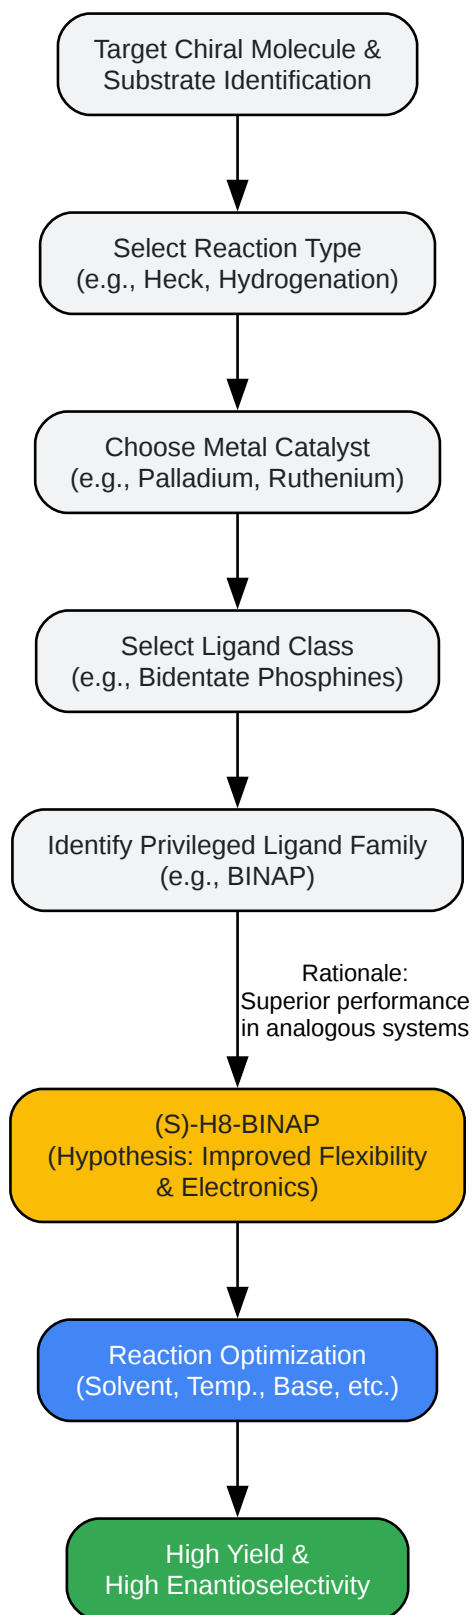 Target Chiral Molecule &
Substrate Identification
Select Reaction Type
(e.g., Heck, Hydrogenation)
Choose Metal Catalyst
(e.g., Palladium, Ruthenium)
Select Ligand Class
(e.g., Bidentate Phosphines)
Identify Privileged Ligand Family
(e.g., BINAP)
Rationale:
Superior performance
in analogous systems
(S)-H8-BINAP
(Hypothesis: Improved Flexibility
& Electronics)
Reaction Optimization
(Solvent, Temp., Base, etc.)
High Yield &
High Enantioselectivity